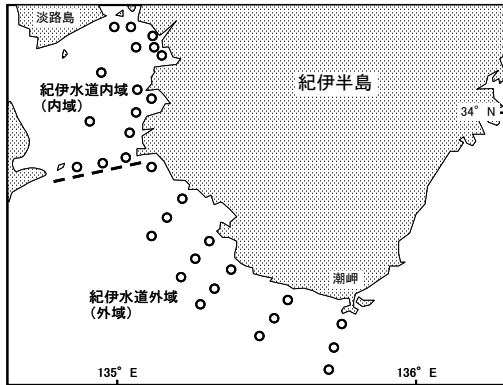 淡路島
紀伊水道内域
(内域)
紀伊半島
34° N
紀伊水道外域
(外域)
潮岬
135° E
136° E